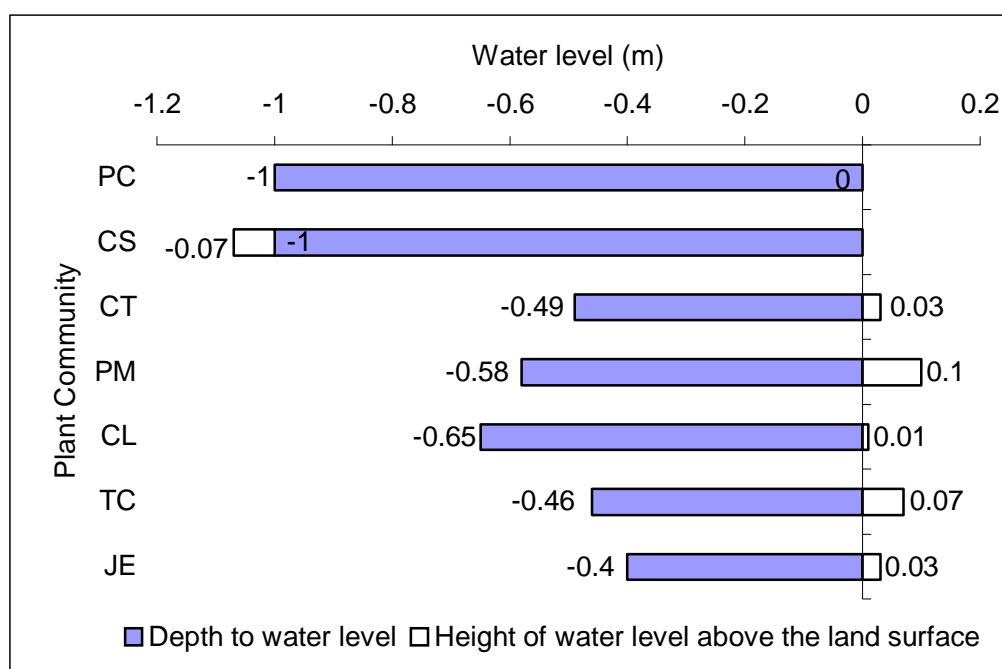 Water level (m)
-1.2 -1 -0.8 -0.6 -0.4 -0.2 0 0.2
Plant Community
PC -1 0
CS -0.07 -1
CT -0.49 0.03
PM -0.58 0.1
CL -0.65 0.01
TC -0.46 0.07
JE -0.4 0.03
Depth to water level Height of water level above the land surface